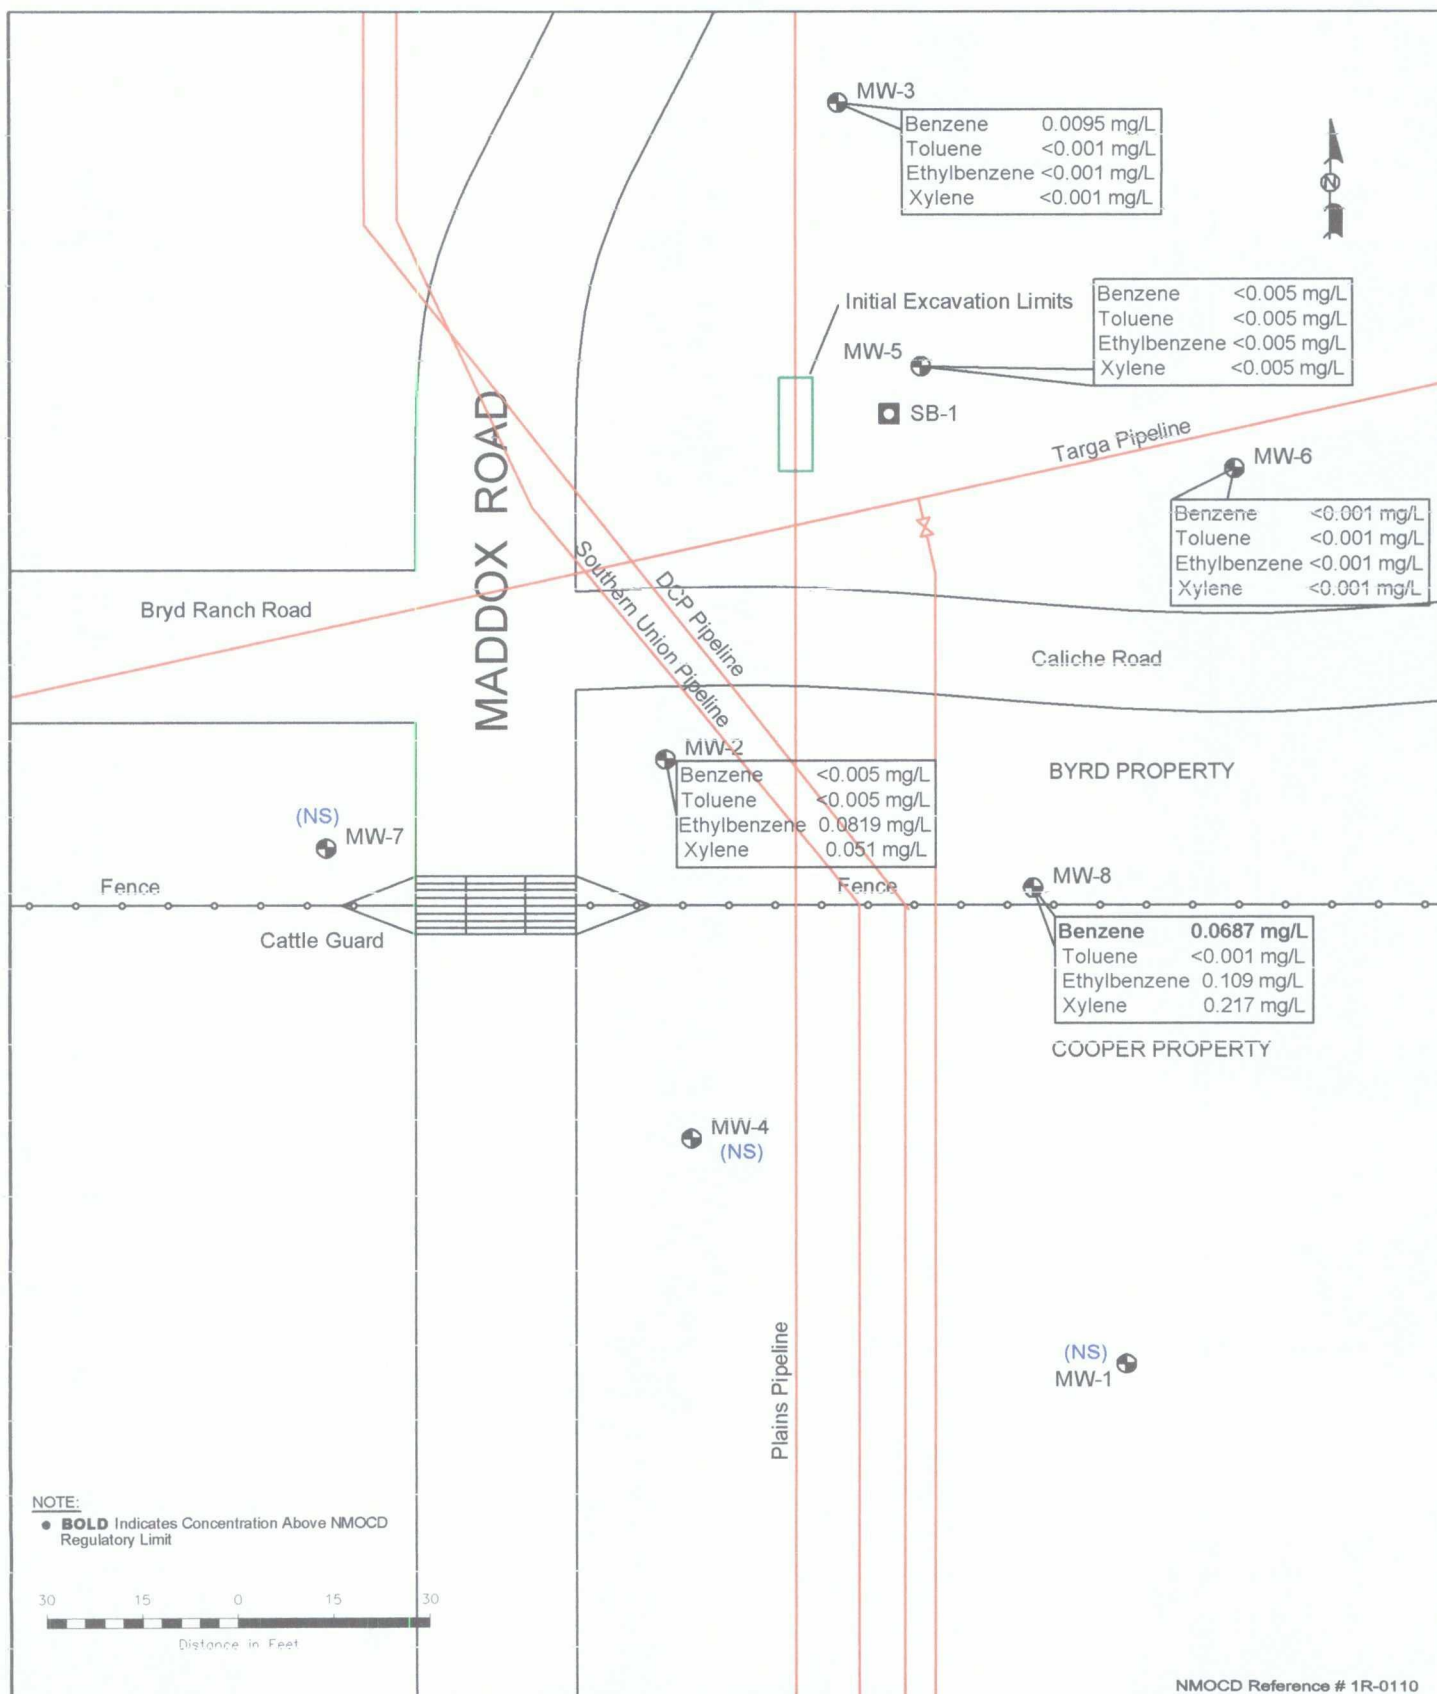 MW-3
Benzene 0.0095 mg/L
Toluene <0.001 mg/L
Ethylbenzene <0.001 mg/L
Xylene <0.001 mg/L
N
Initial Excavation Limits
MW-5
Benzene <0.005 mg/L
Toluene <0.005 mg/L
Ethylbenzene <0.005 mg/L
Xylene <0.005 mg/L
SB-1
Targa Pipeline
MW-6
Benzene <0.001 mg/L
Toluene <0.001 mg/L
Ethylbenzene <0.001 mg/L
Xylene <0.001 mg/L
MADDOX ROAD
Southern Union Pipeline
DCP Pipeline
Bryd Ranch Road
Caliche Road
MW-2
Benzene <0.005 mg/L
Toluene <0.005 mg/L
Ethylbenzene 0.0819 mg/L
Xylene 0.051 mg/L
BYRD PROPERTY
(NS)
MW-7
Fence
Fence
Cattle Guard
MW-8
Benzene 0.0687 mg/L
Toluene <0.001 mg/L
Ethylbenzene 0.109 mg/L
Xylene 0.217 mg/L
COOPER PROPERTY
MW-4
(NS)
Plains Pipeline
(NS)
MW-1
NOTE:
● BOLD Indicates Concentration Above NMOCD
Regulatory Limit
30 15 0 15 30
Distance in Feet
NMOCD Reference # 1R-0110